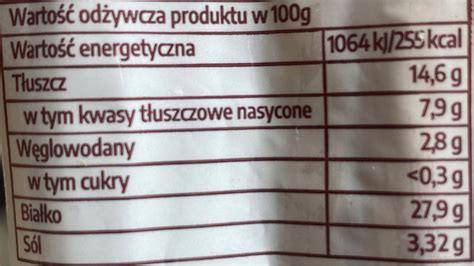 Wartość odżywcza produktu w 100g
Wartość energetyczna 1064 kJ/255 kcal
Tłuszcz 14,6 g
w tym kwasy tłuszczowe nasycone 7,9 g
Węglowodany 2,8 g
w tym cukry <0,3 g
Białko 27,9 g
Sól 3,32 g